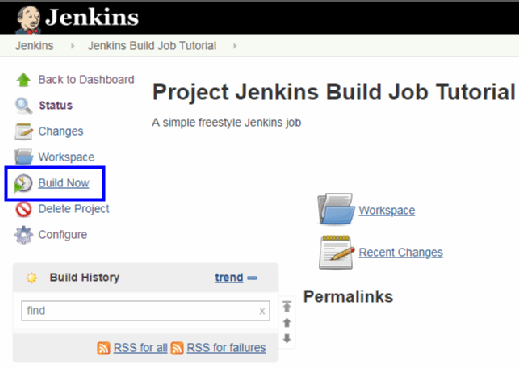 Jenkins
Jenkins › Jenkins Build Job Tutorial ›
Back to Dashboard
Status
Changes
Workspace
Build Now
Delete Project
Configure
Build History trend
find x
RSS for all RSS for failures
Project Jenkins Build Job Tutorial
A simple freestyle Jenkins job
Workspace
Recent Changes
Permalinks